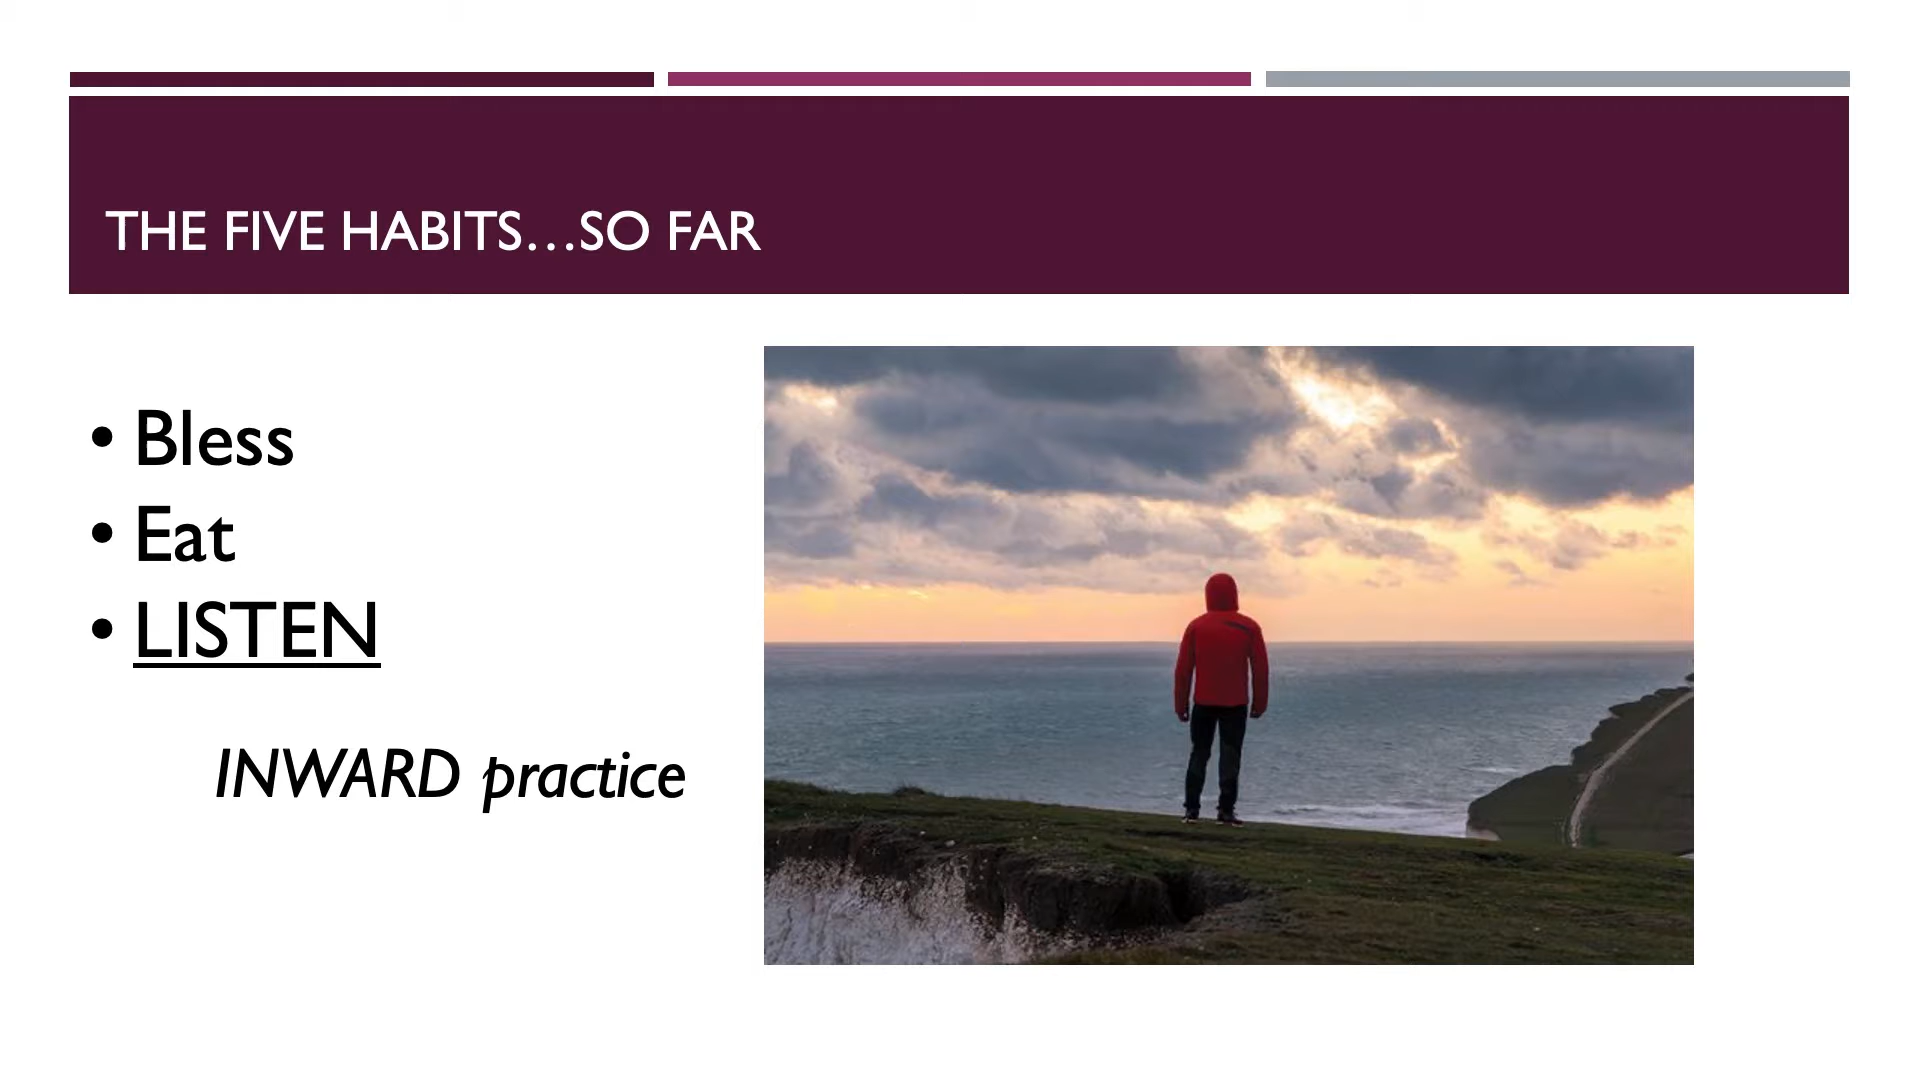 THE FIVE HABITS…SO FAR
• Bless
• Eat
• LISTEN
INWARD practice